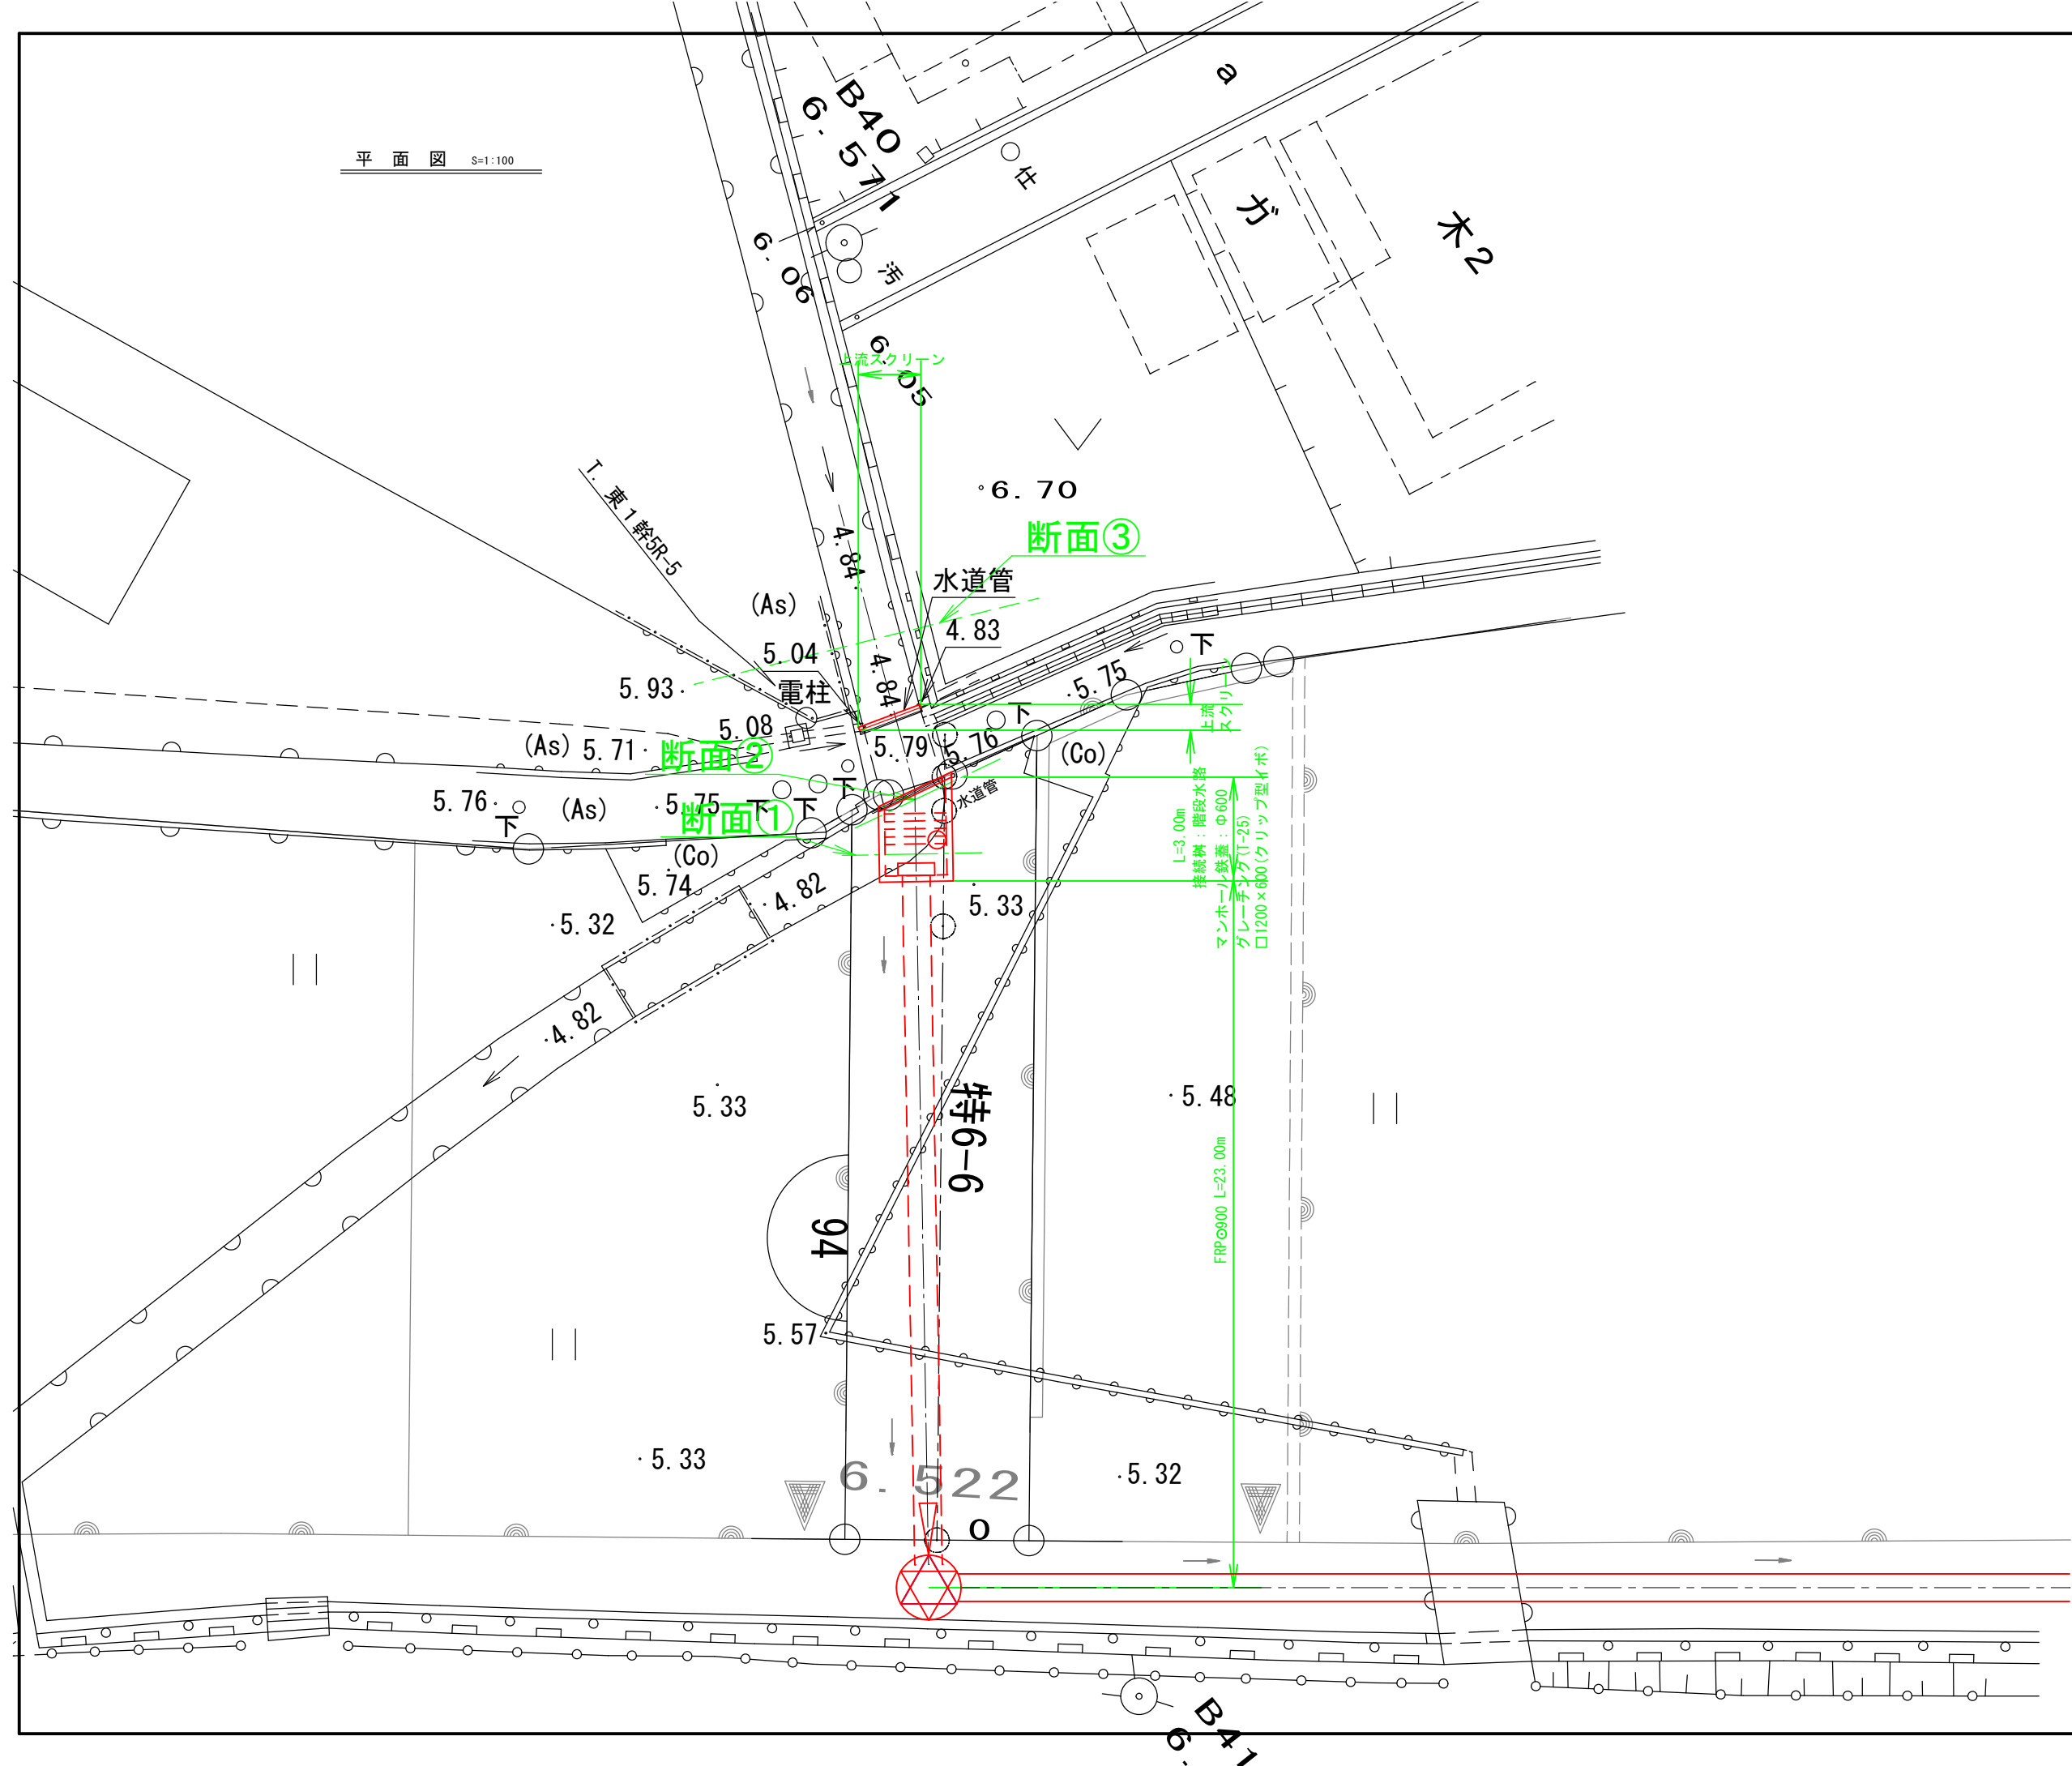 平 面 図 S=1:100
B40
6.571
a
仕
ガ
木2
6.06
汚
6.05
上流スクリーン
6.70
断面③
T. 東1幹5R-5
4.84
水道管
(As)
4.83
5.04
4.84
5.93
電柱
下
5.75
5.08
下
上流
スクリーン
(As)
5.71
断面②
5.79
5.76
(Co)
水道管
5.76
下
(As)
5.75
断面①
下
下
下
(Co)
L=3.00m
接続桝:階段水路
マンホール鉄蓋:Φ600
グレーチング(T-25)
□1200×600(クリップ型イボ)
5.74
4.82
5.33
5.32
4.82
5.33
特6-6
5.48
94
FRP⊙900 L=23.00m
5.57
5.33
6.522
5.32
O
B41
6.